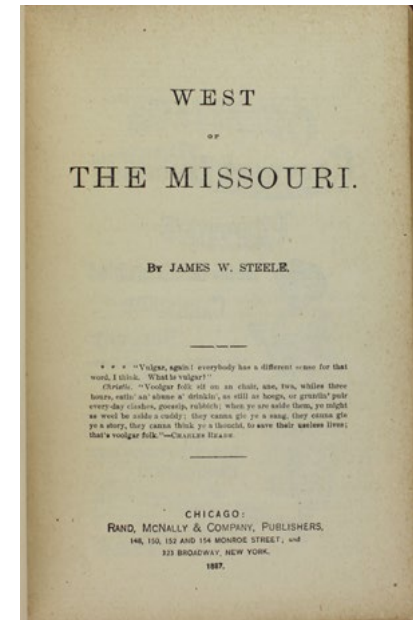 WEST
OF
THE MISSOURI.
BY JAMES W. STEELE.
* * * "Vulgar, again! everybody has a different sense for that
word, I think. What is vulgar?"
Christie. "Voolgar folk sit on an chair, ane, twa, whiles three
hours, eatin' an' abune a' drinkin', as still as hoegs, or gruntin' puir
every-day clashes, goessip, rubbich; when ye are aside them, ye might
as weel be aside a cuddy; they canna gie ye a sang, they canna gie
ye a story, they canna think ye a thought, to save their useless lives;
that's voolgar folk."—CHARLES READE.
CHICAGO:
RAND, MCNALLY & COMPANY, PUBLISHERS,
148, 150, 152 AND 154 MONROE STREET; and
323 BROADWAY, NEW YORK.
1887.